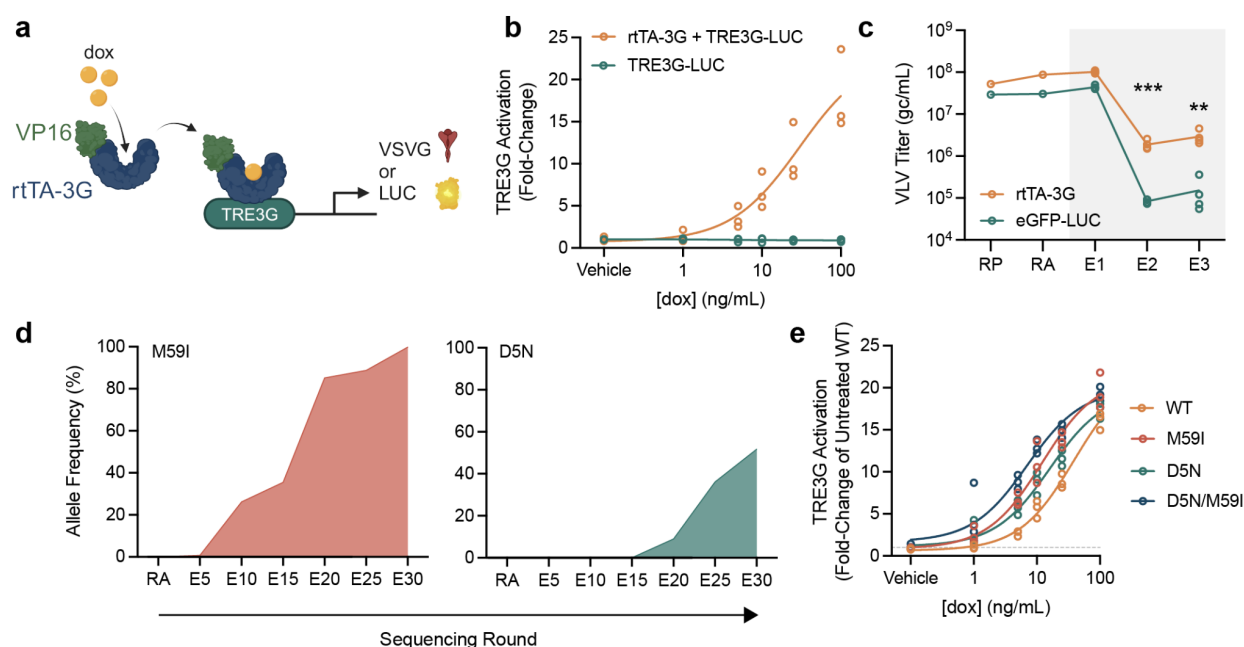 a
dox
VP16
rtTA-3G
TRE3G
VSVG
or
LUC
b
TRE3G Activation
(Fold-Change)
25
20
15
10
5
0
rtTA-3G + TRE3G-LUC
TRE3G-LUC
Vehicle 1 10 100
[dox] (ng/mL)
c
VLV Titer (gc/mL)
10⁹
10⁸
10⁷
10⁶
10⁵
10⁴
***
**
rtTA-3G
eGFP-LUC
RP RA E1 E2 E3
d
Allele Frequency (%)
M59I
100
80
60
40
20
0
RA E5 E10 E15 E20 E25 E30
D5N
100
80
60
40
20
0
RA E5 E10 E15 E20 E25 E30
Sequencing Round
e
TRE3G Activation
(Fold-Change of Untreated WT)
25
20
15
10
5
0
Vehicle 1 10 100
[dox] (ng/mL)
WT
M59I
D5N
D5N/M59I